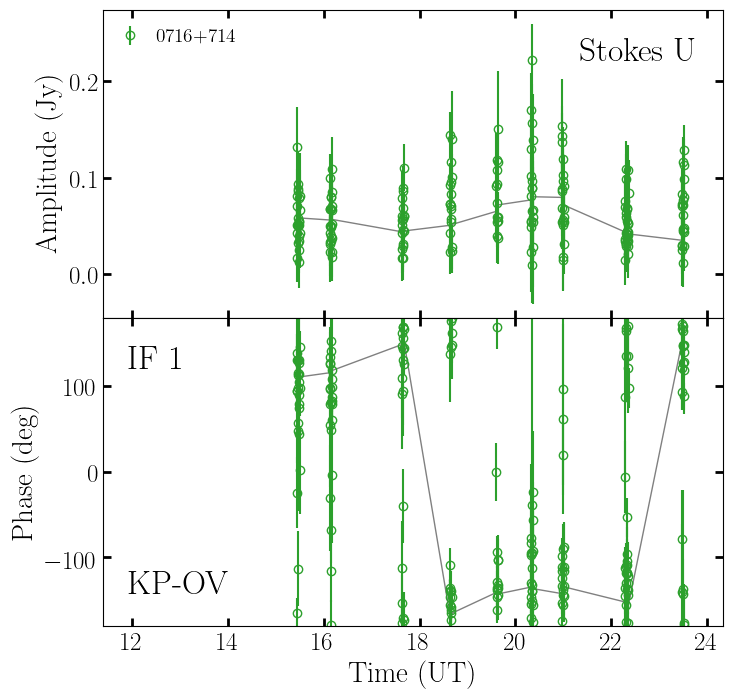 0716+714
Stokes U
Amplitude (Jy)
0.2
0.1
0.0
IF 1
KP-OV
Phase (deg)
100
0
−100
12 14 16 18 20 22 24
Time (UT)